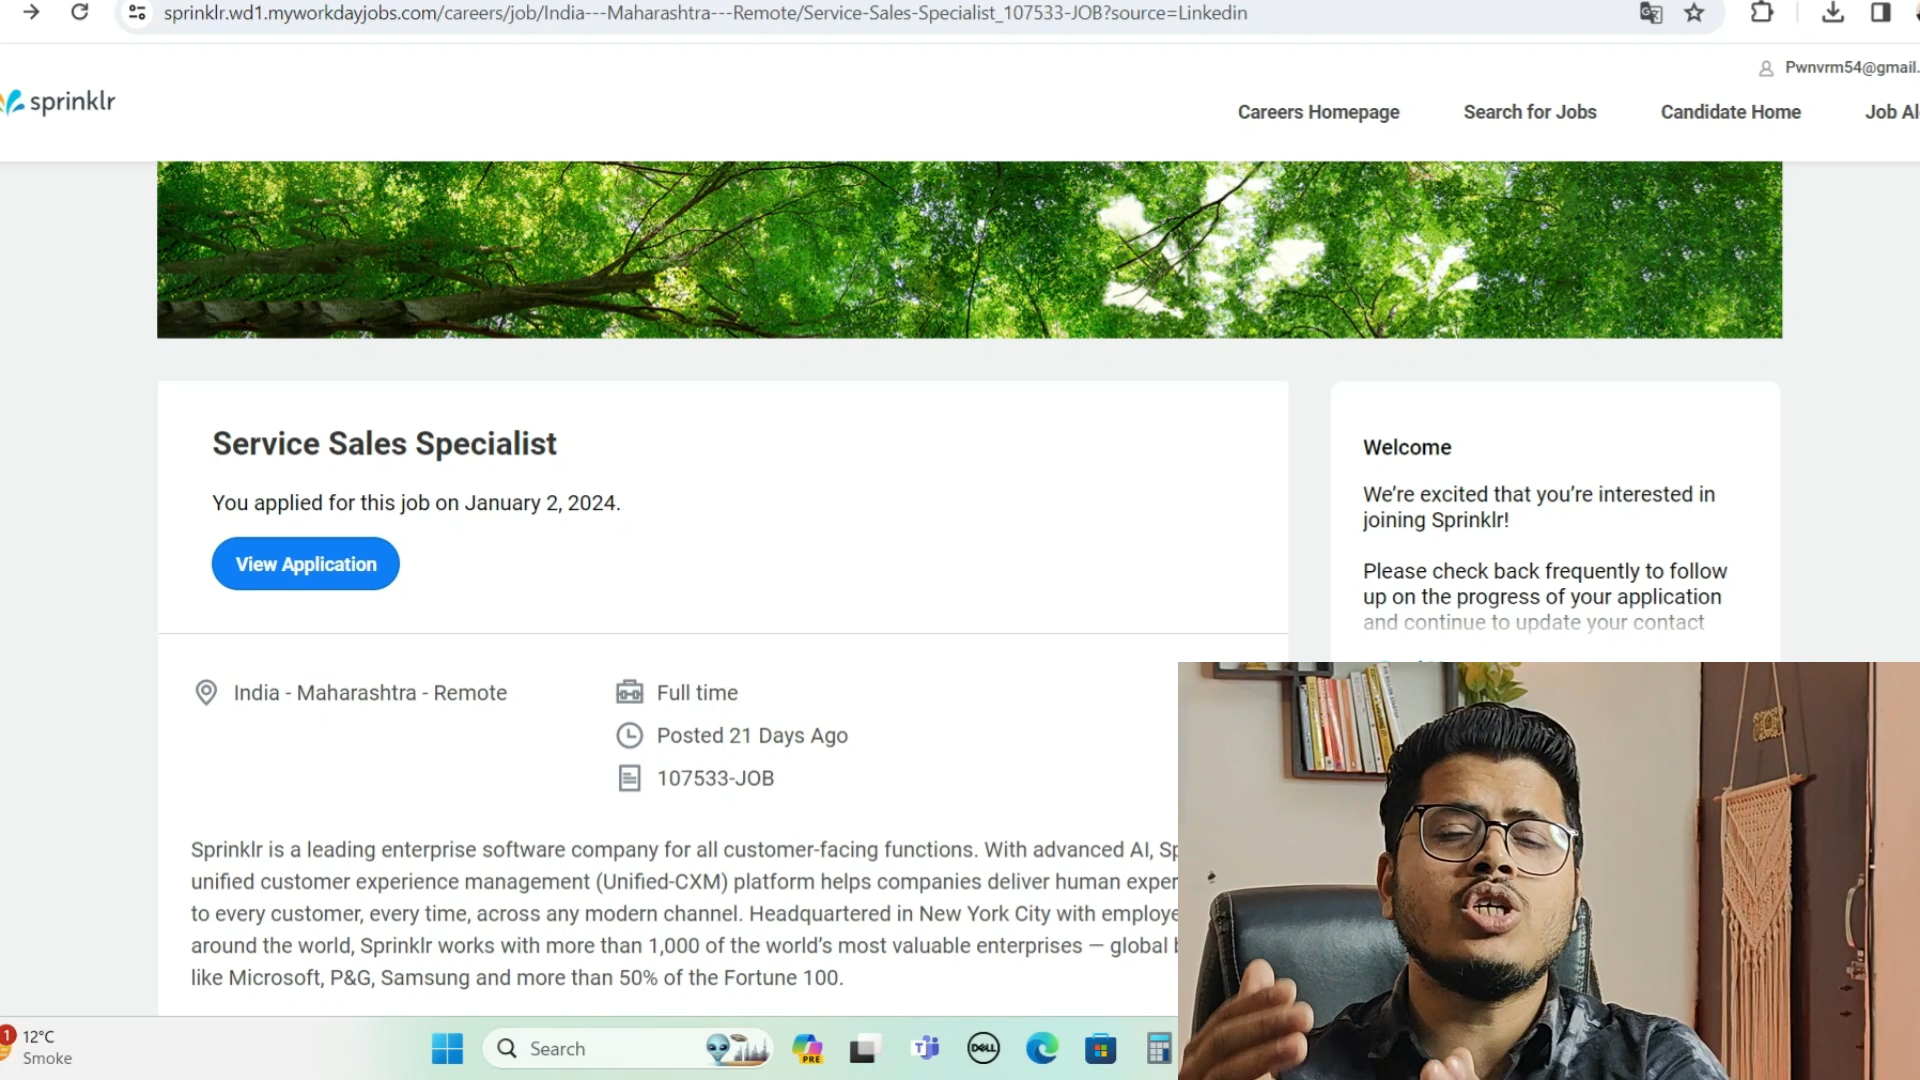 sprinklr.wd1.myworkdayjobs.com/careers/job/India---Maharashtra---Remote/Service-Sales-Specialist_107533-JOB?source=Linkedin
Pwnvrm54@gmail.
sprinklr
Careers Homepage
Search for Jobs
Candidate Home
Job Al
Service Sales Specialist
You applied for this job on January 2, 2024.
View Application
Welcome
We’re excited that you’re interested in
joining Sprinklr!
Please check back frequently to follow
up on the progress of your application
and continue to update your contact
India - Maharashtra - Remote
Full time
Posted 21 Days Ago
107533-JOB
Sprinklr is a leading enterprise software company for all customer-facing functions. With advanced AI, Sp
unified customer experience management (Unified-CXM) platform helps companies deliver human exper
to every customer, every time, across any modern channel. Headquartered in New York City with employe
around the world, Sprinklr works with more than 1,000 of the world’s most valuable enterprises — global b
like Microsoft, P&G, Samsung and more than 50% of the Fortune 100.
1
12°C
Smoke
Search
PRE
DELL